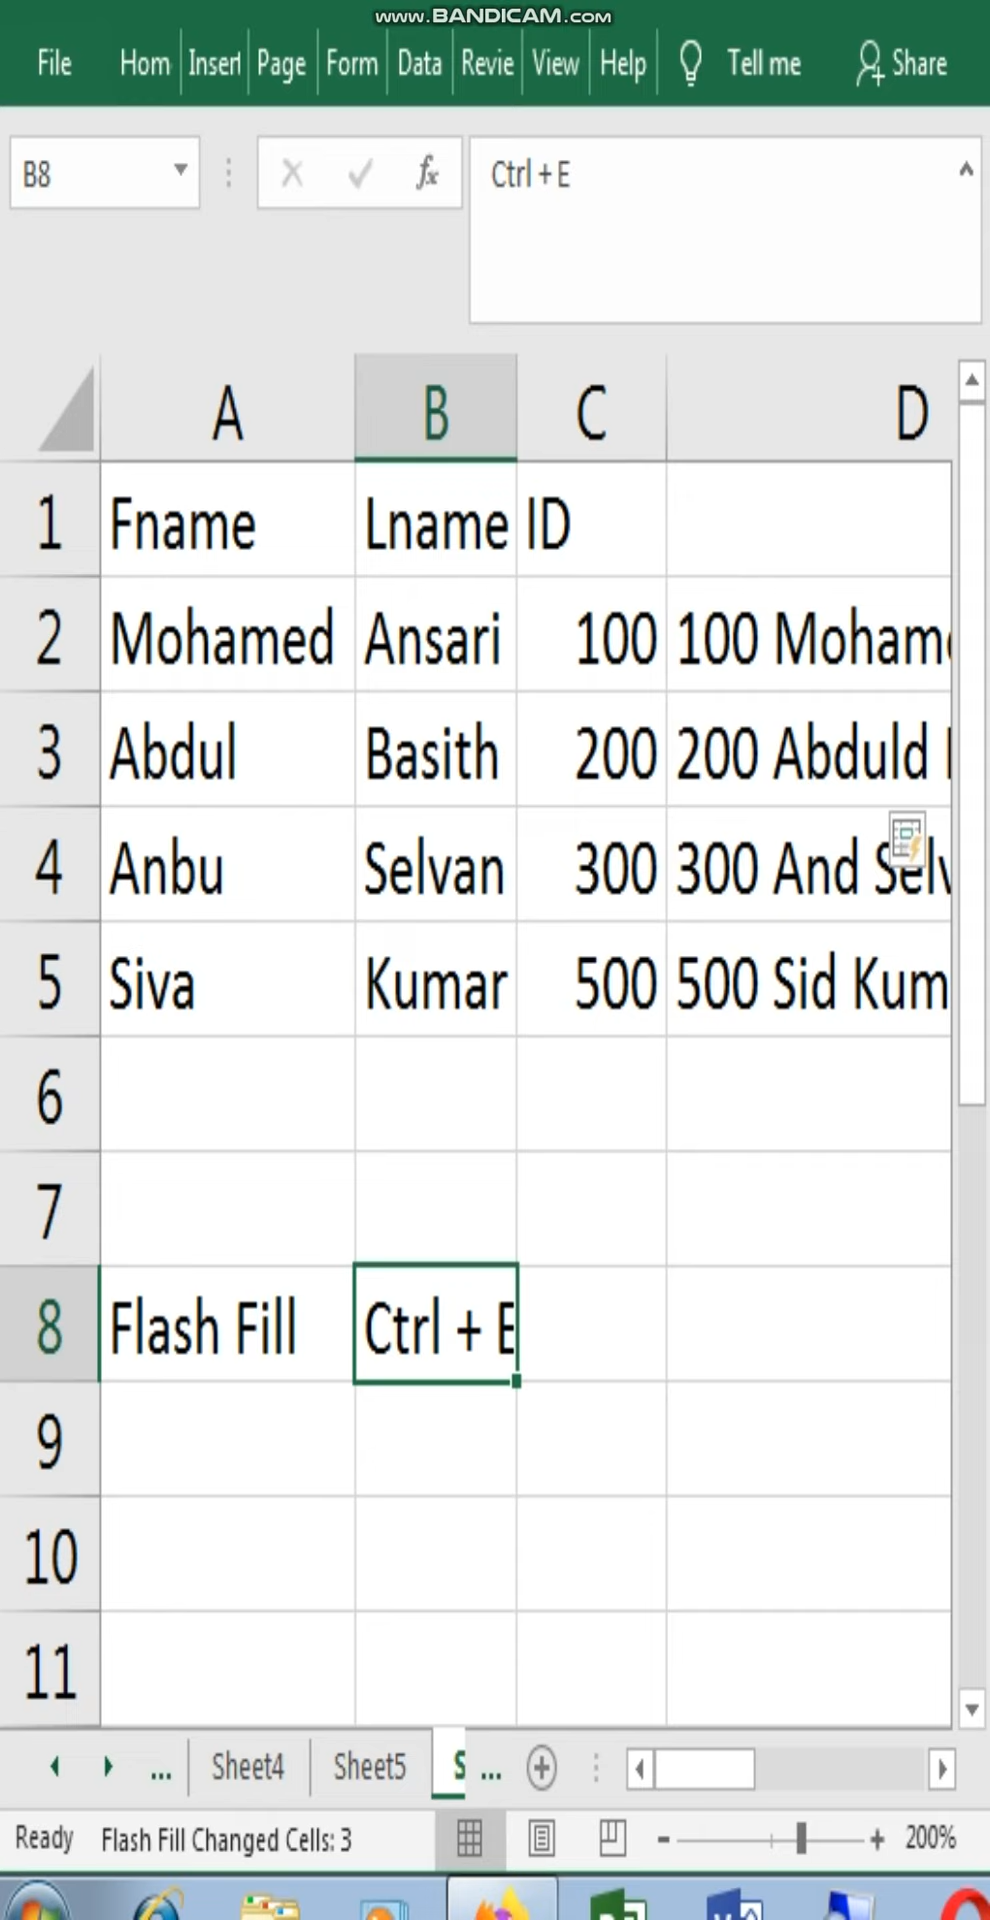 www.BANDICAM.com
File Hom Insert Page Form Data Revie View Help Tell me Share
B8 fx Ctrl + E
A B C D
1 Fname Lname ID
2 Mohamed Ansari 100 100 Mohame
3 Abdul Basith 200 200 Abduld
4 Anbu Selvan 300 300 And Selv
5 Siva Kumar 500 500 Sid Kum
6
7
8 Flash Fill Ctrl + E
9
10
11
... Sheet4 Sheet5 S ...
Ready Flash Fill Changed Cells: 3 200%